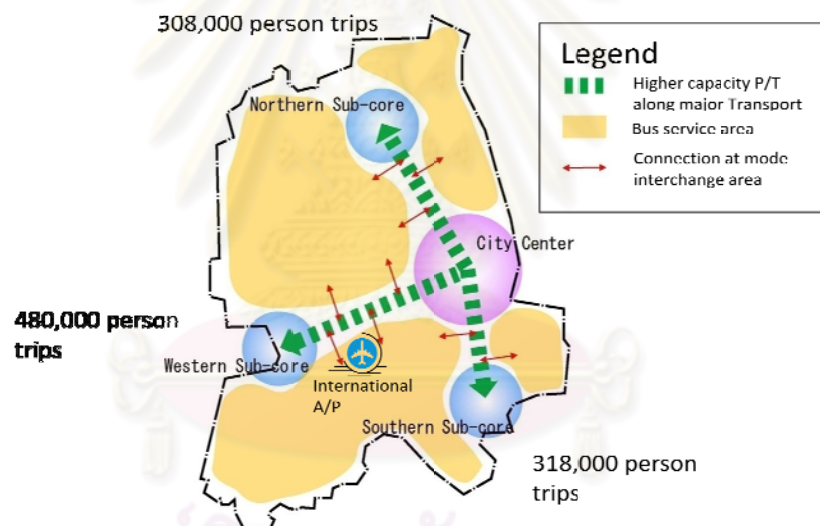 308,000 person trips
Legend
Higher capacity P/T
along major Transport
Bus service area
Connection at mode
interchange area
Northern Sub-core
City Center
480,000 person
trips
Western Sub-core
International
A/P
Southern Sub-core
318,000 person
trips